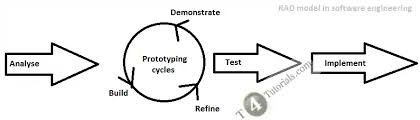 RAD model in software engineering
Demonstrate
Analyse
Prototyping
cycles
Test
Implement
Build
Refine
T4Tutorials.com